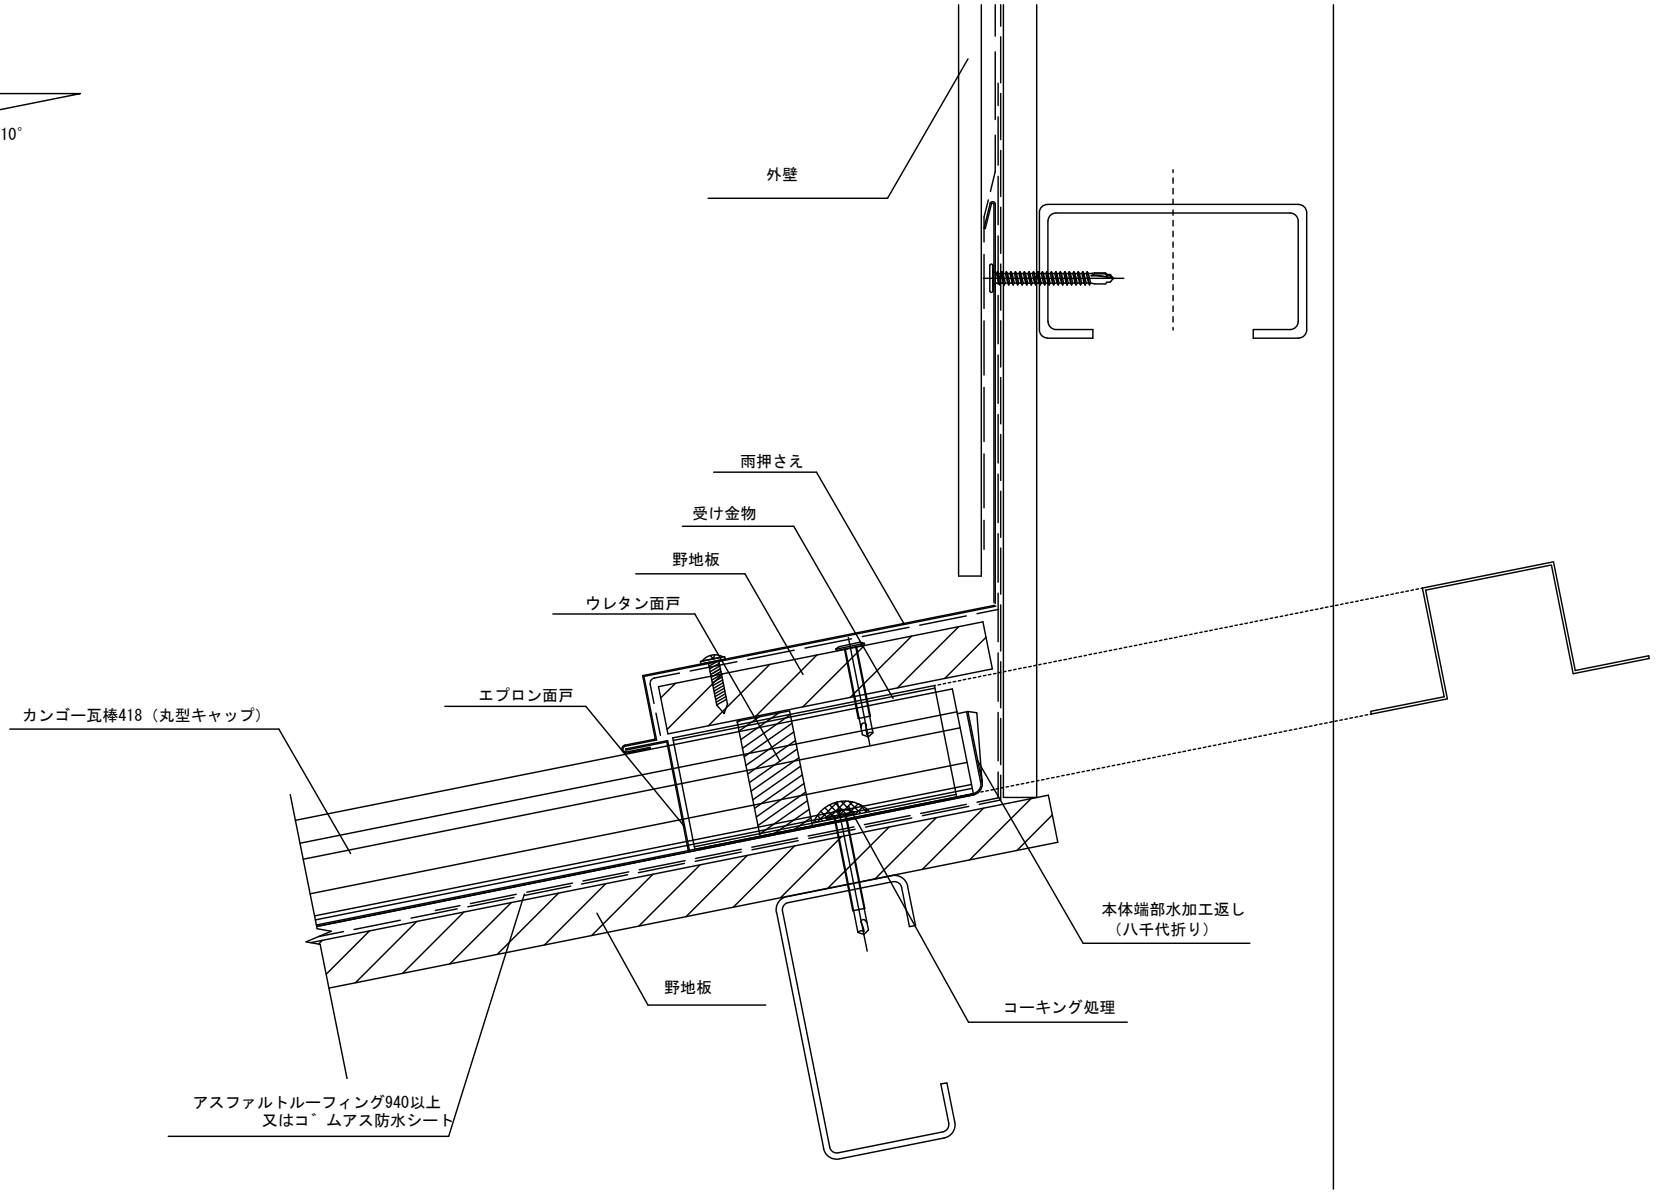 10°
外壁
雨押さえ
受け金物
野地板
ウレタン面戸
エプロン面戸
カンゴー瓦棒418（丸型キャップ）
本体端部水加工返し
（八千代折り）
野地板
コーキング処理
アスファルトルーフィング940以上
又はコ゛ムアス防水シート